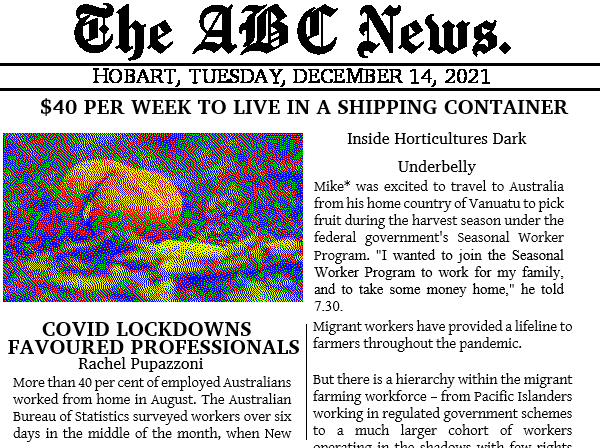 The ABC News.
HOBART, TUESDAY, DECEMBER 14, 2021
$40 PER WEEK TO LIVE IN A SHIPPING CONTAINER
Inside Horticultures Dark
Underbelly
Mike* was excited to travel to Australia
from his home country of Vanuatu to pick
fruit during the harvest season under the
federal government's Seasonal Worker
Program. "I wanted to join the Seasonal
Worker Program to work for my family,
and to take some money home," he told
7.30.
Migrant workers have provided a lifeline to
farmers throughout the pandemic.
But there is a hierarchy within the migrant
farming workforce – from Pacific Islanders
working in regulated government schemes
to a much larger cohort of workers
operating in the shadows with few rights
COVID LOCKDOWNS
FAVOURED PROFESSIONALS
Rachel Pupazzoni
More than 40 per cent of employed Australians
worked from home in August. The Australian
Bureau of Statistics surveyed workers over six
days in the middle of the month, when New